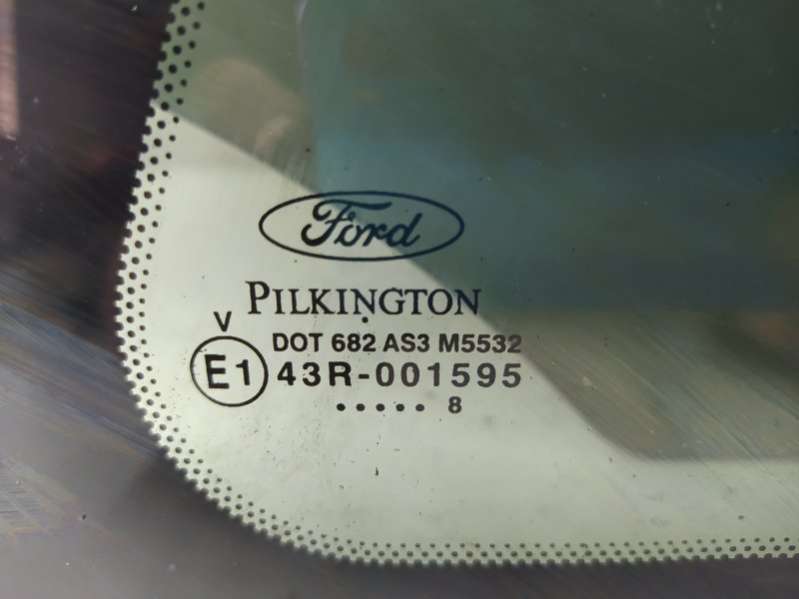 Ford
PILKINGTON
V
DOT 682 AS3 M5532
E1 43R-001595
..... 8